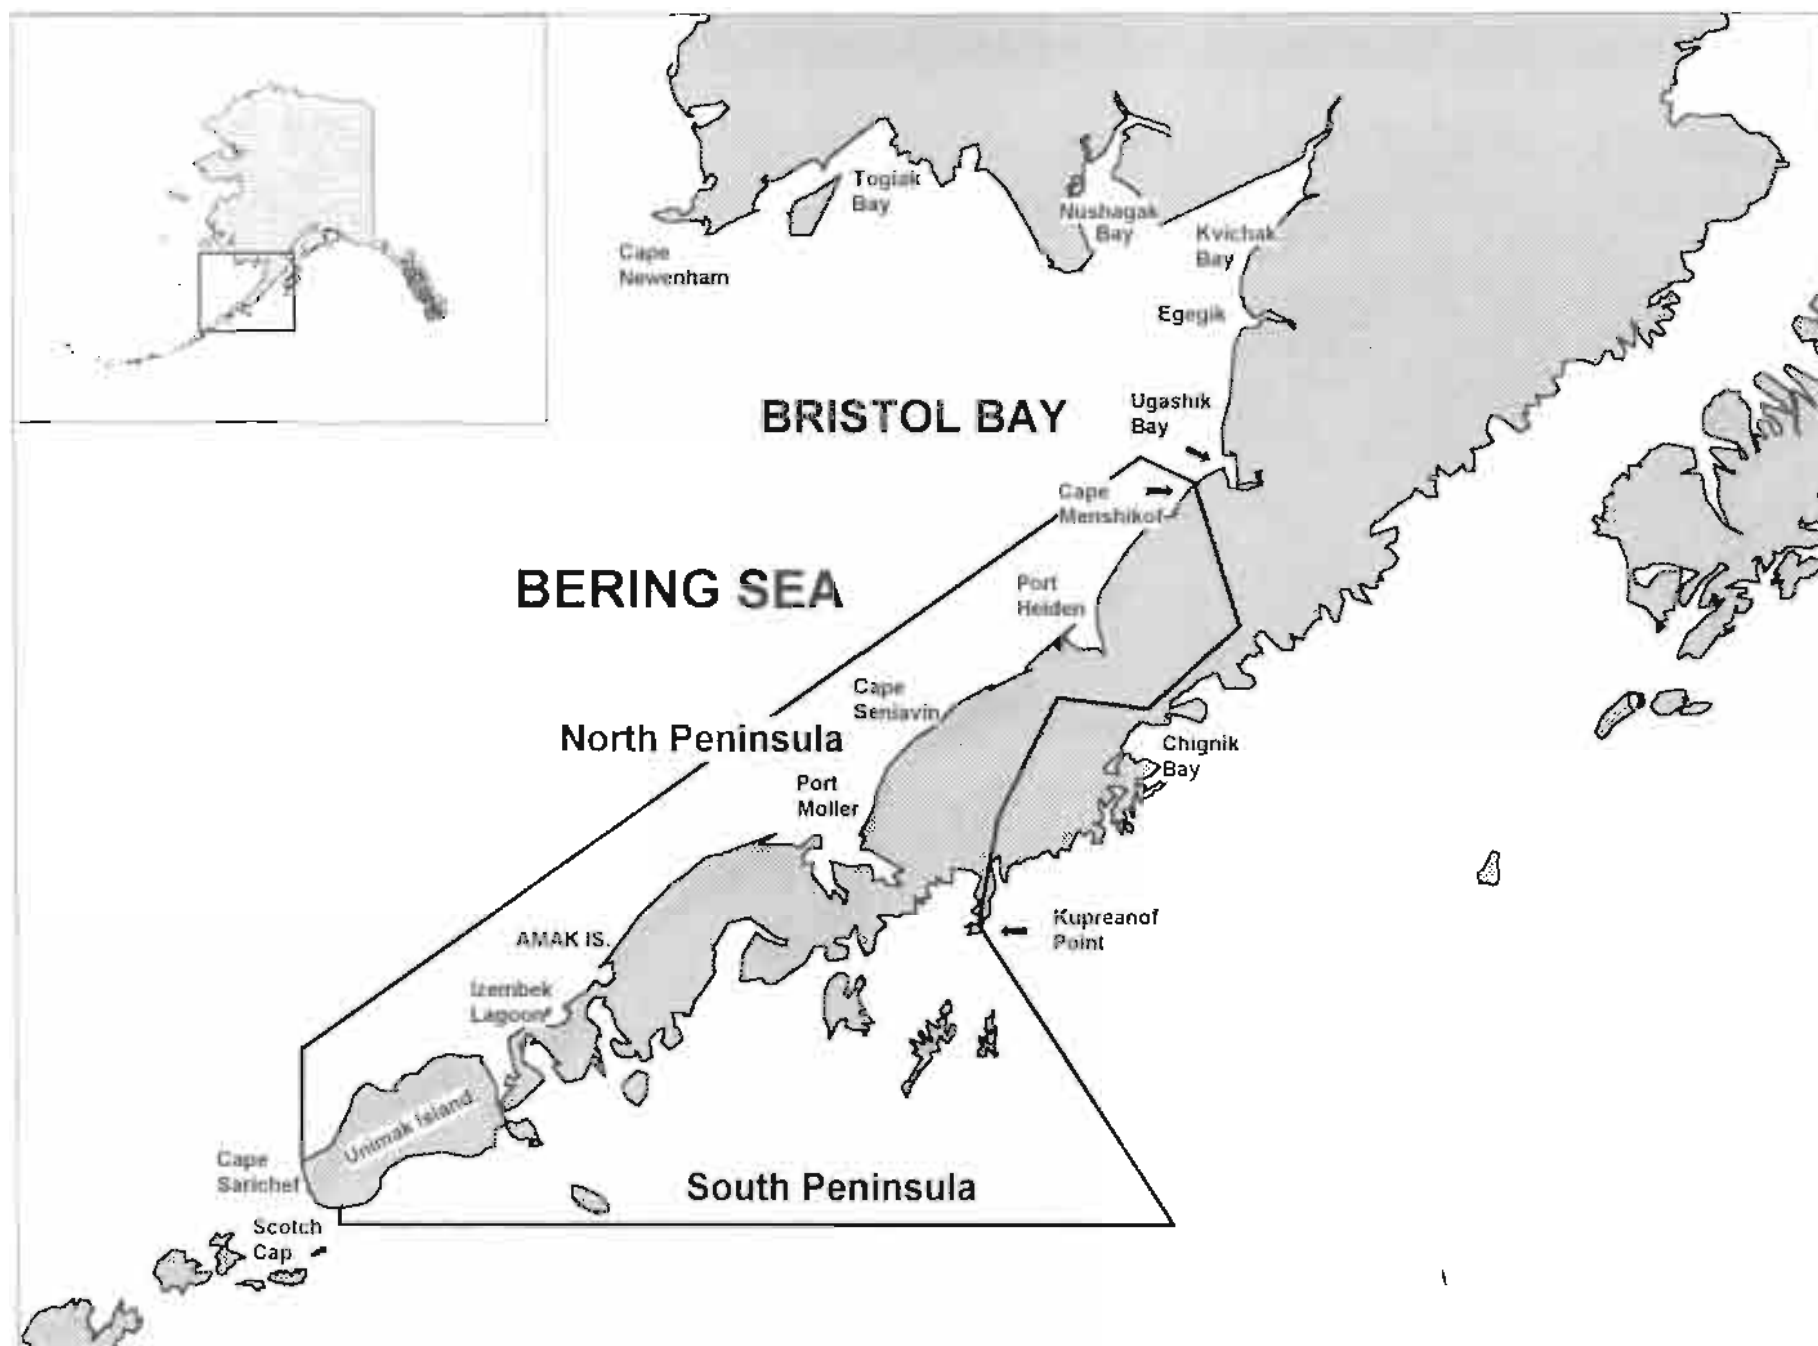 Togiak
Bay
Nushagak
Bay
Kvichak
Bay
Cape
Newenham
Egegik
BRISTOL BAY
Ugashik
Bay
Cape
Menshikof
BERING SEA
Port
Heiden
Cape
Seniavin
North Peninsula
Chignik
Bay
Port
Moller
AMAK IS.
Kupreanof
Point
Izembek
Lagoon
Unimak Island
Cape
Sarichef
South Peninsula
Scotch
Cap